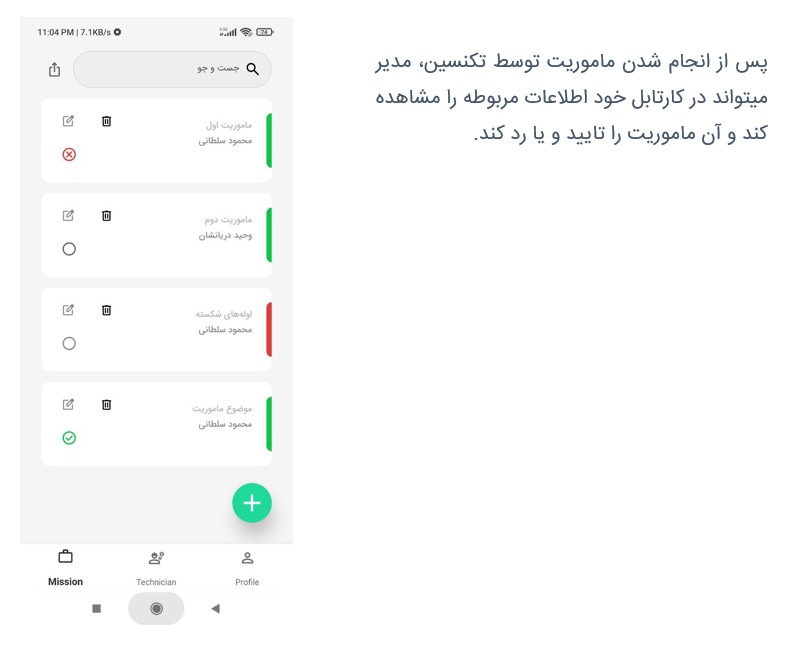 11:04 PM | 7.1KB/s
74
جست و جو
ماموریت اول
محمود سلطانی
ماموریت دوم
وحید دریانشان
لوله‌های شکسته
محمود سلطانی
موضوع ماموریت
محمود سلطانی
Mission
Technician
Profile
پس از انجام شدن ماموریت توسط تکنسین، مدیر
میتواند در کارتابل خود اطلاعات مربوطه را مشاهده
کند و آن ماموریت را تایید و یا رد کند.